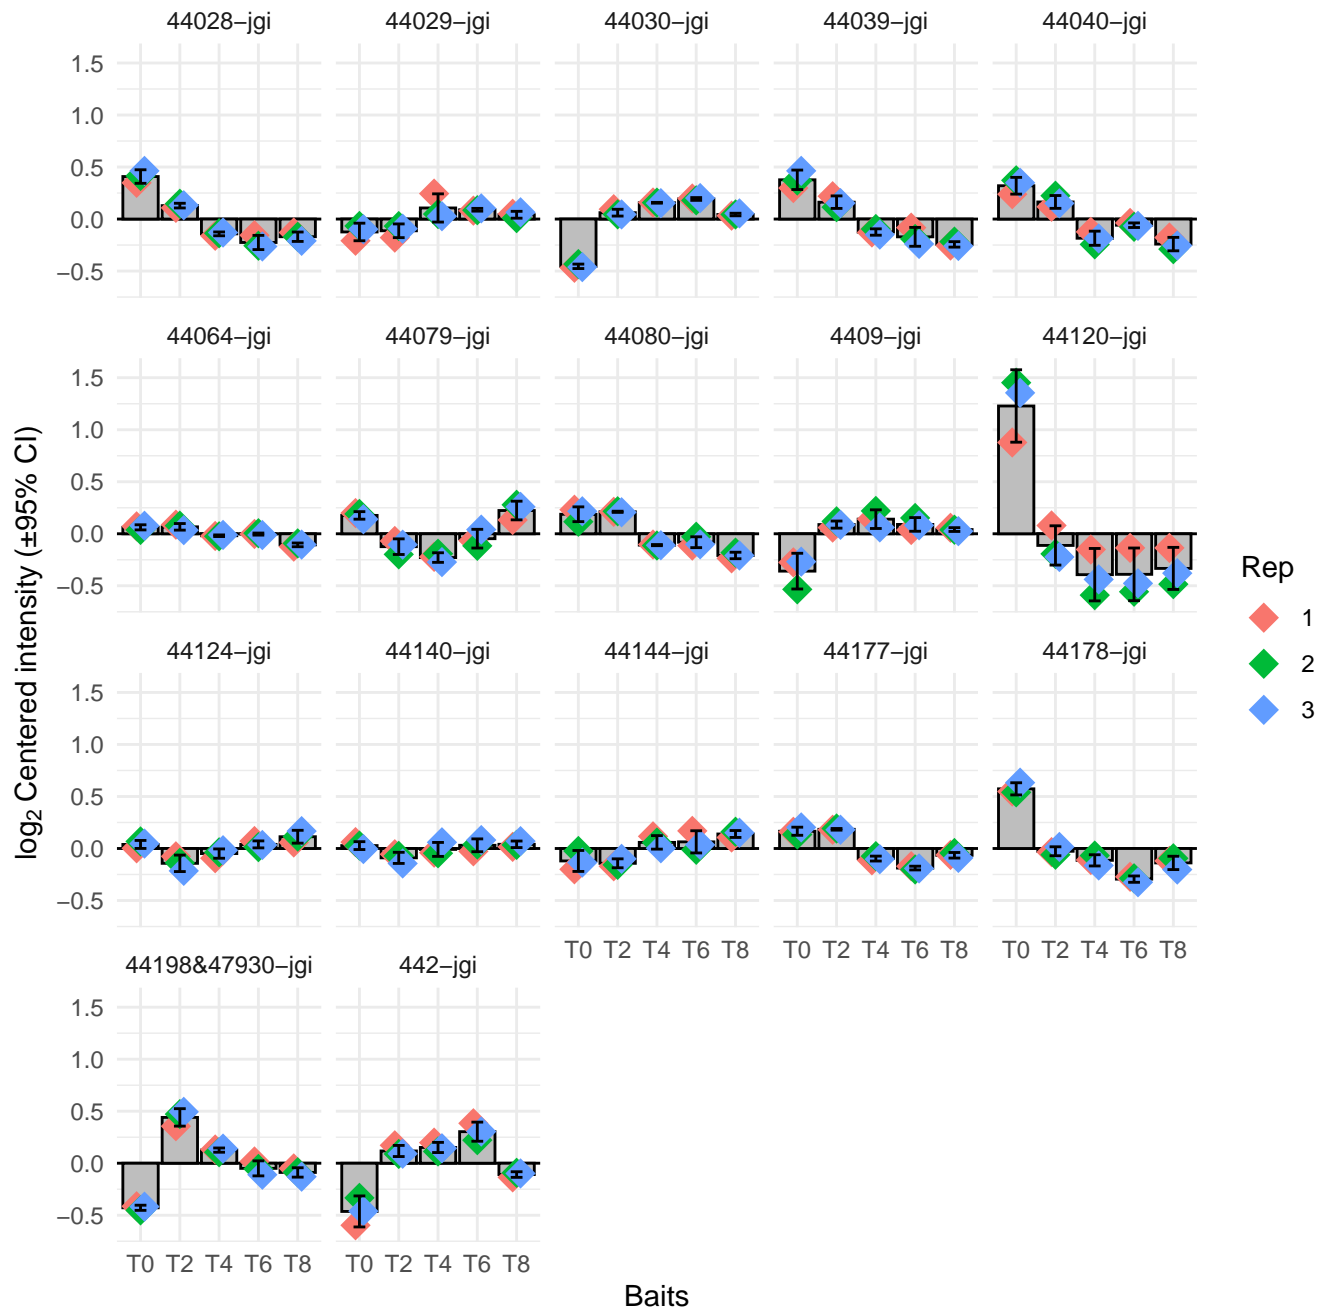 44028−jgi 44029−jgi 44030−jgi 44039−jgi 44040−jgi
1.5
1.0
0.5
0.0
−0.5
44064−jgi 44079−jgi 44080−jgi 4409−jgi 44120−jgi
1.5
1.0
0.5
0.0
−0.5
44124−jgi 44140−jgi 44144−jgi 44177−jgi 44178−jgi
1.5
1.0
0.5
0.0
−0.5
T0 T2 T4 T6 T8 T0 T2 T4 T6 T8 T0 T2 T4 T6 T8
44198&47930−jgi 442−jgi
1.5
1.0
0.5
0.0
−0.5
T0 T2 T4 T6 T8 T0 T2 T4 T6 T8
Baits
log2 Centered intensity (±95% CI)
Rep
1
2
3